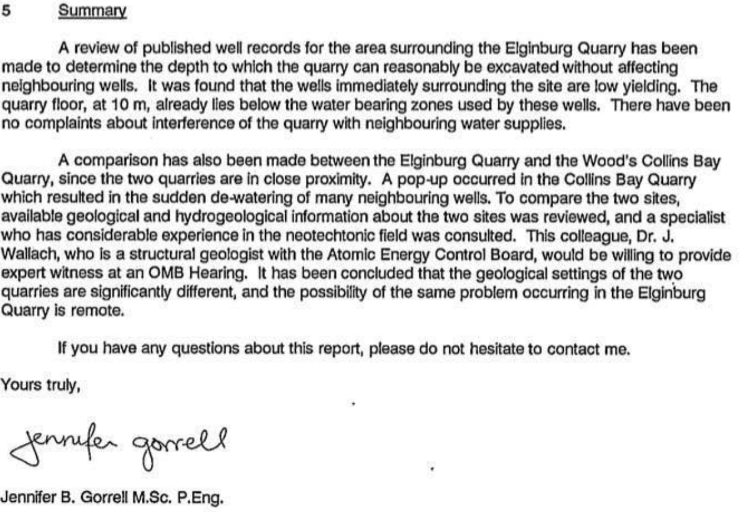 5 Summary
A review of published well records for the area surrounding the Elginburg Quarry has been
made to determine the depth to which the quarry can reasonably be excavated without affecting
neighbouring wells. It was found that the wells immediately surrounding the site are low yielding. The
quarry floor, at 10 m, already lies below the water bearing zones used by these wells. There have been
no complaints about interference of the quarry with neighbouring water supplies.
A comparison has also been made between the Elginburg Quarry and the Wood's Collins Bay
Quarry, since the two quarries are in close proximity. A pop-up occurred in the Collins Bay Quarry
which resulted in the sudden de-watering of many neighbouring wells. To compare the two sites,
available geological and hydrogeological information about the two sites was reviewed, and a specialist
who has considerable experience in the neotechtonic field was consulted. This colleague, Dr. J.
Wallach, who is a structural geologist with the Atomic Energy Control Board, would be willing to provide
expert witness at an OMB Hearing. It has been concluded that the geological settings of the two
quarries are significantly different, and the possibility of the same problem occurring in the Elginburg
Quarry is remote.
If you have any questions about this report, please do not hesitate to contact me.
Yours truly,
Jennifer Gorrell
Jennifer B. Gorrell M.Sc. P.Eng.